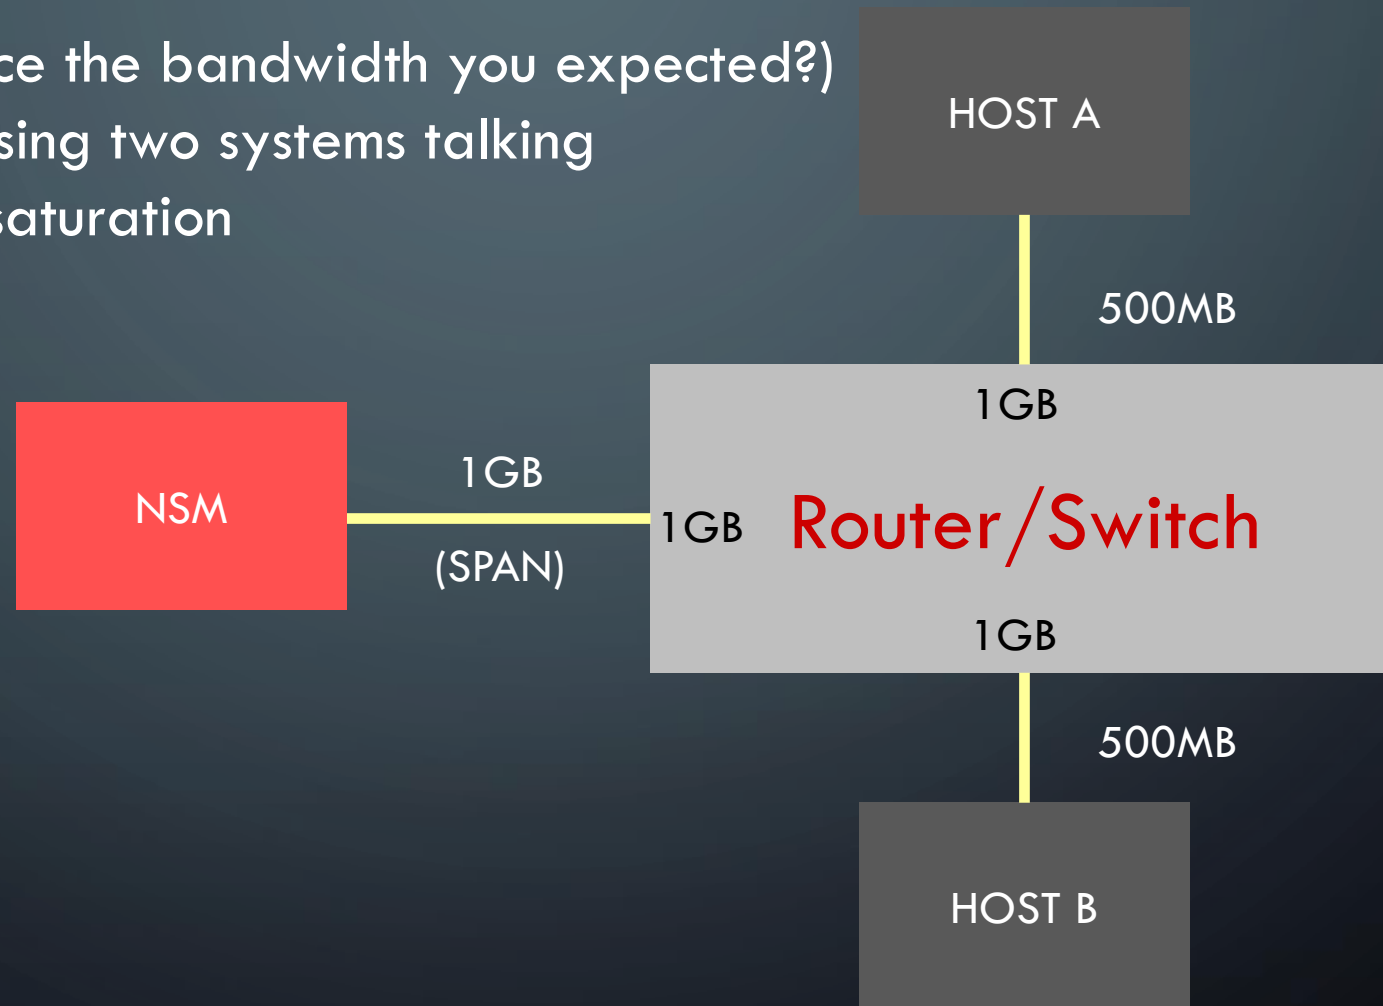 ce the bandwidth you expected?)
sing two systems talking
saturation
HOST A
500MB
1GB
NSM
1GB
(SPAN)
1GB
Router/Switch
1GB
500MB
HOST B